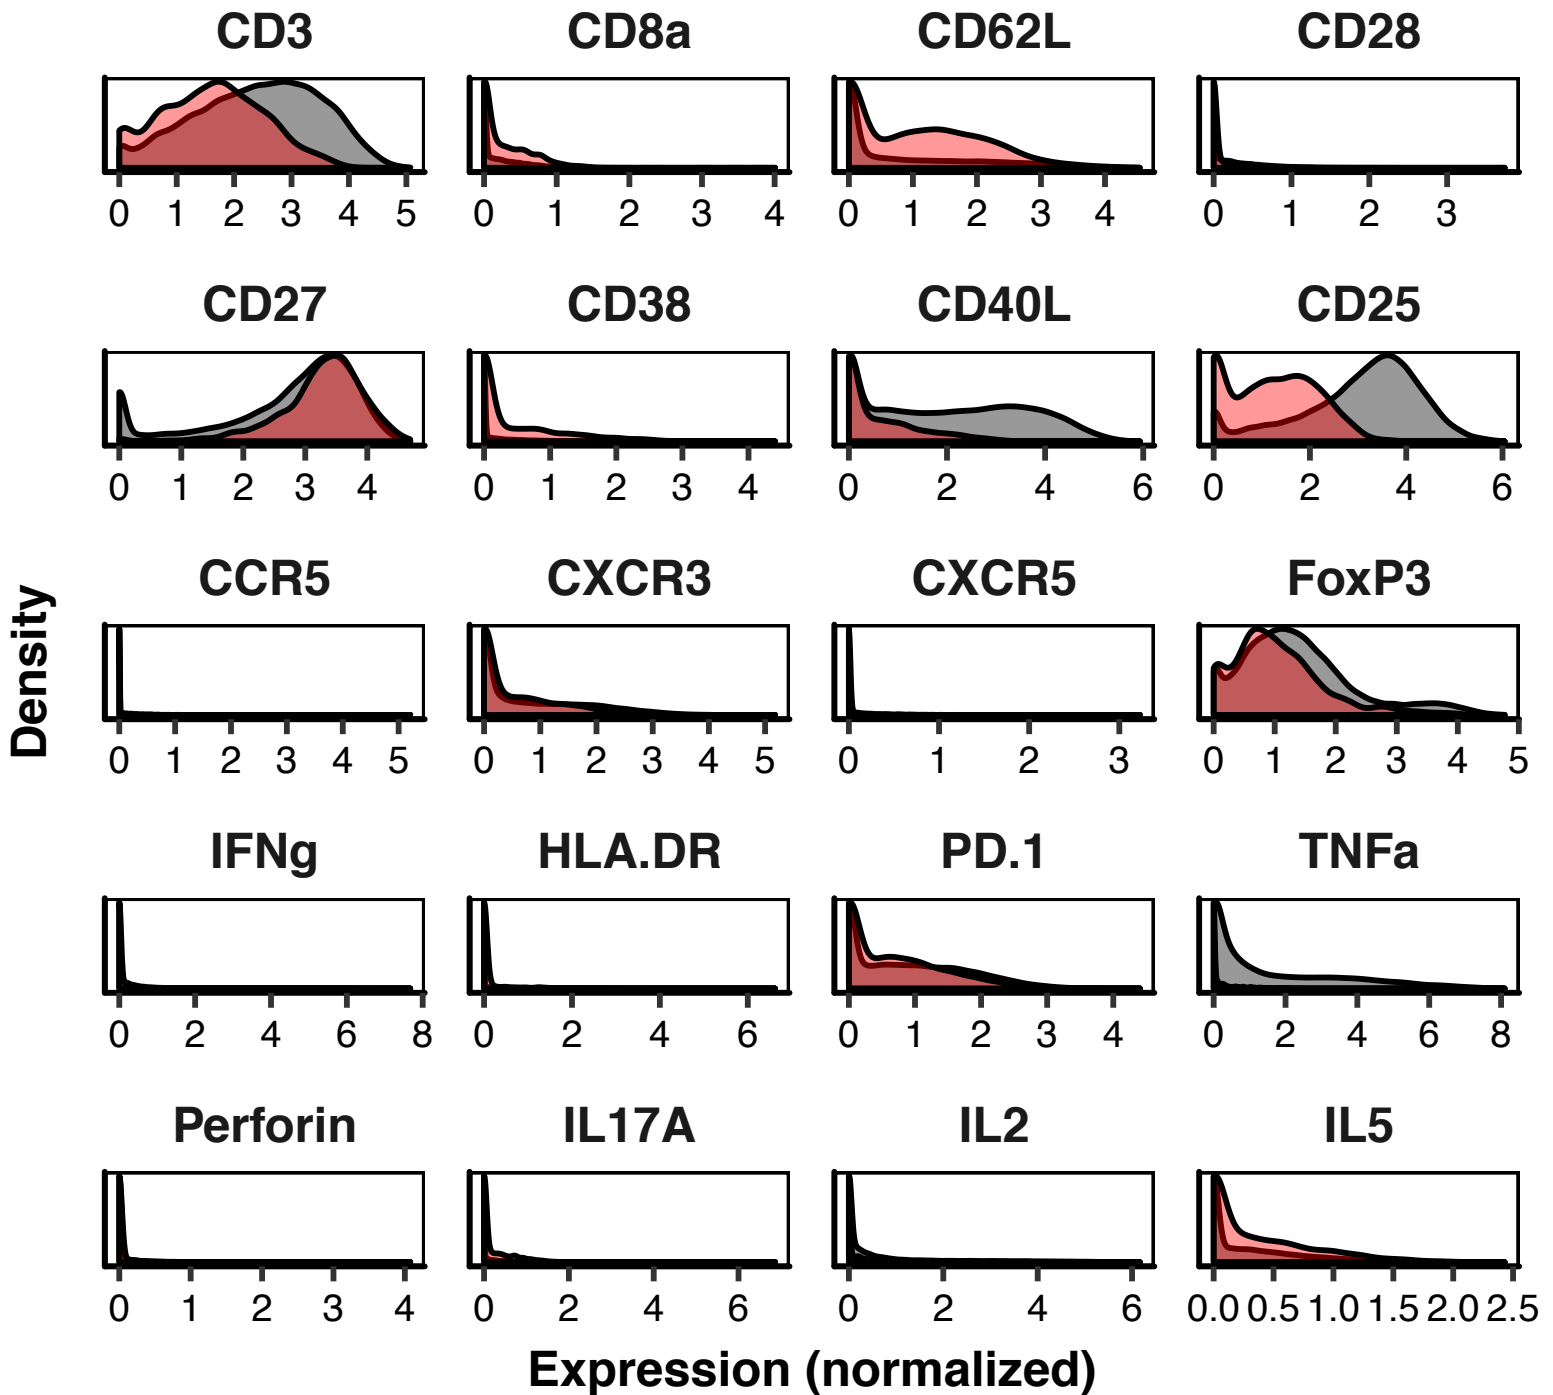 CD3 CD8a CD62L CD28
0 1 2 3 4 5 0 1 2 3 4 0 1 2 3 4 0 1 2 3
CD27 CD38 CD40L CD25
0 1 2 3 4 0 1 2 3 4 0 2 4 6 0 2 4 6
CCR5 CXCR3 CXCR5 FoxP3
0 1 2 3 4 5 0 1 2 3 4 5 0 1 2 3 0 1 2 3 4 5
Density
IFNg HLA.DR PD.1 TNFa
0 2 4 6 8 0 2 4 6 0 1 2 3 4 0 2 4 6 8
Perforin IL17A IL2 IL5
0 1 2 3 4 0 2 4 6 0 2 4 6 0.0 0.5 1.0 1.5 2.0 2.5
Expression (normalized)